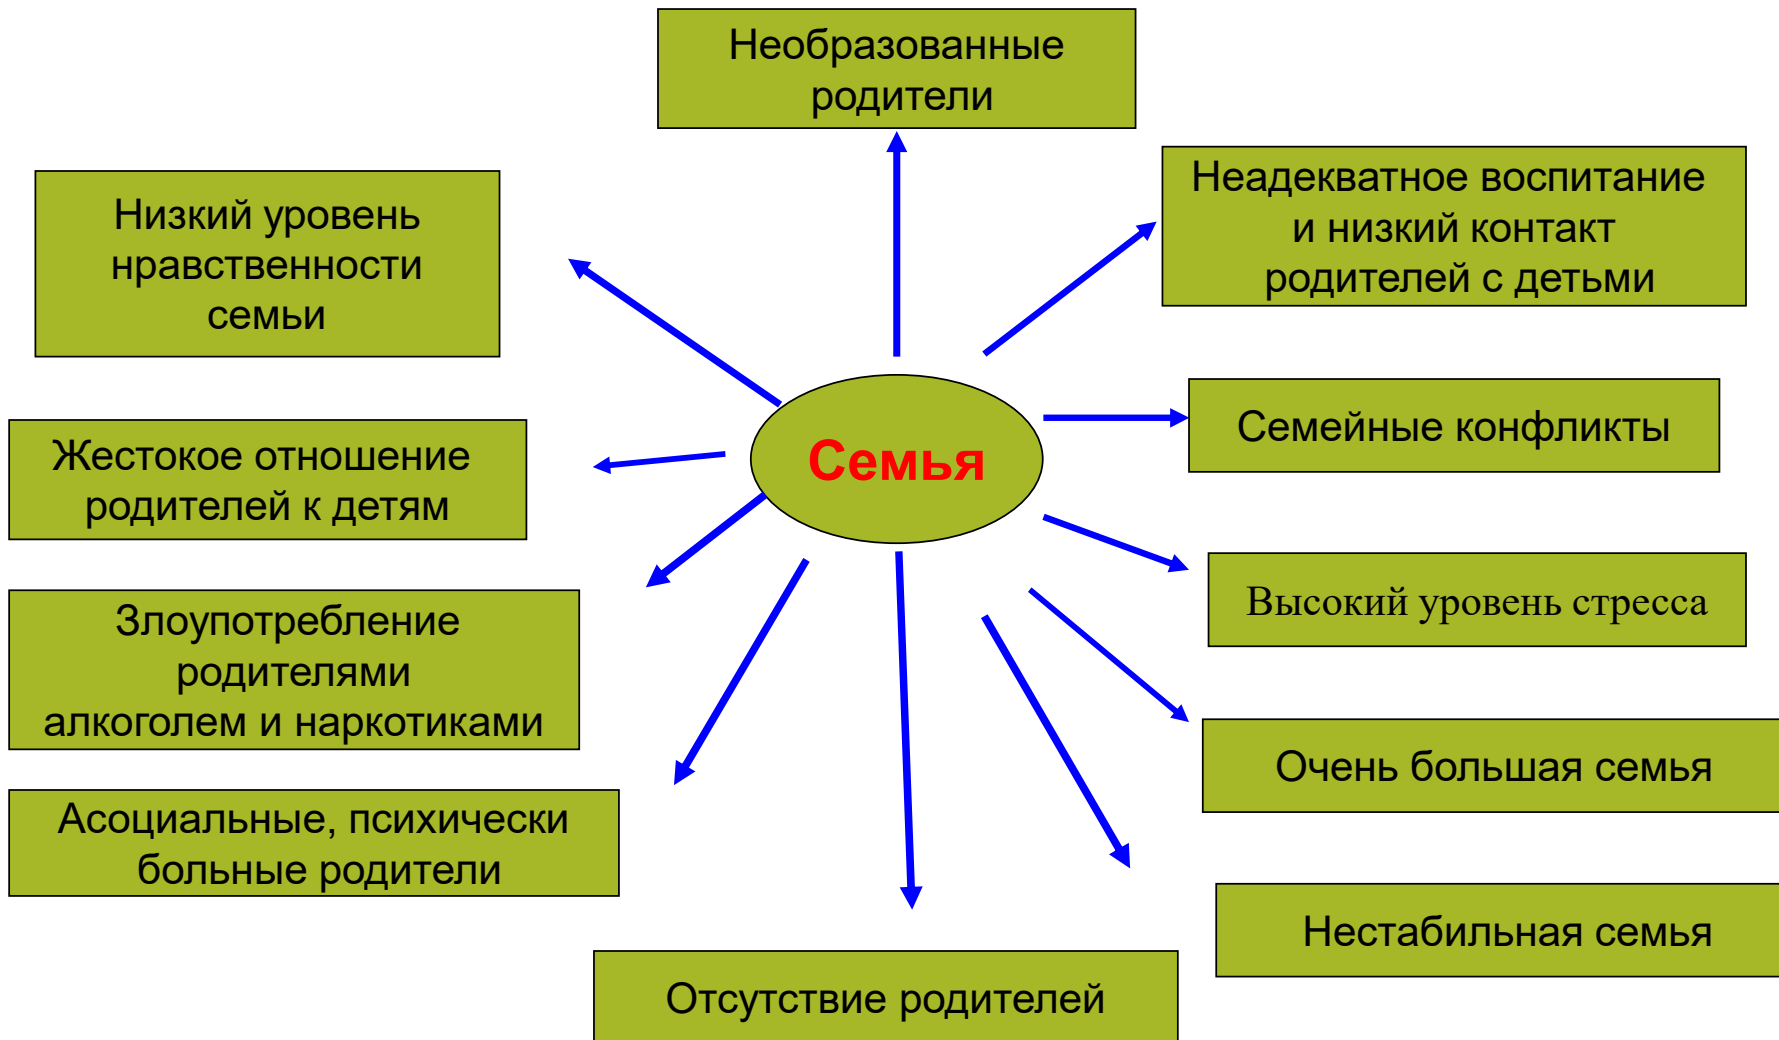 Необразованные
родители
Неадекватное воспитание
и низкий контакт
родителей с детьми
Низкий уровень
нравственности
семьи
Семейные конфликты
Жестокое отношение
родителей к детям
Семья
Высокий уровень стресса
Злоупотребление
родителями
алкоголем и наркотиками
Очень большая семья
Асоциальные, психически
больные родители
Нестабильная семья
Отсутствие родителей